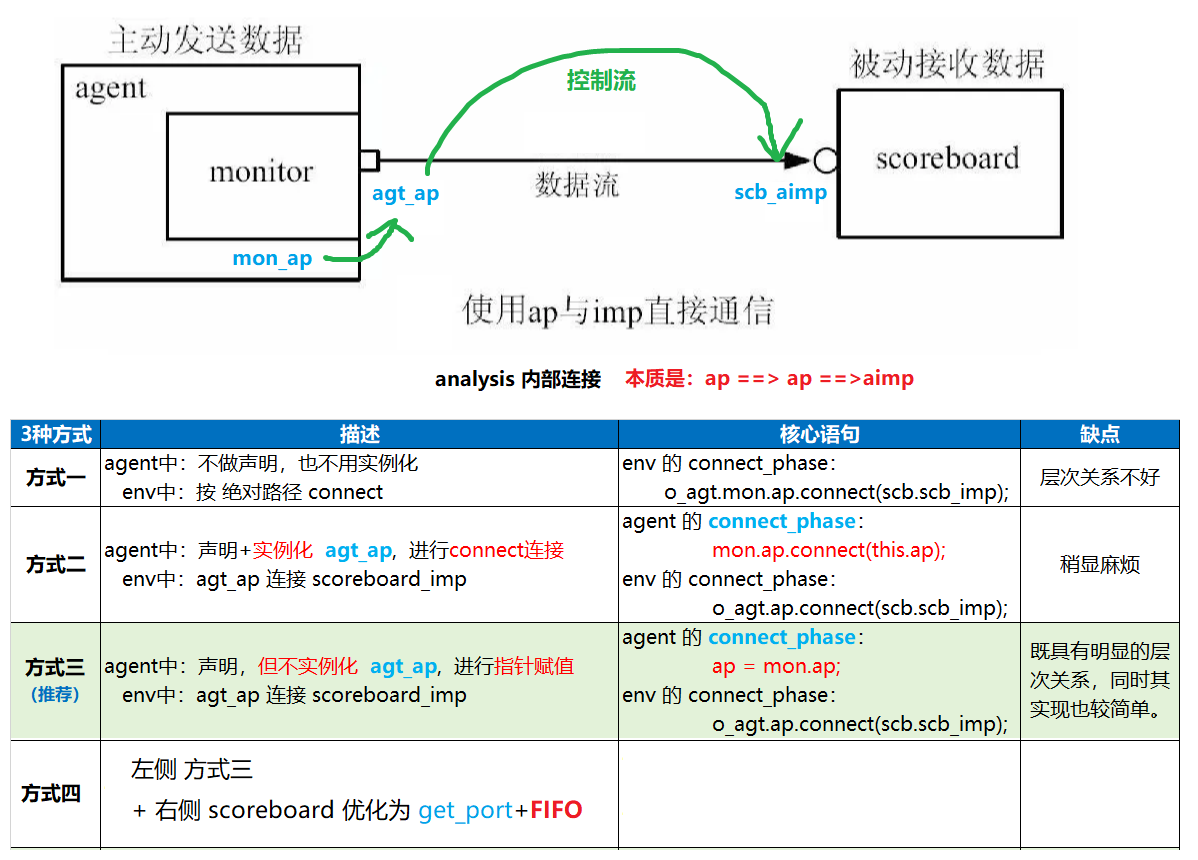 主动发送数据
agent
monitor
mon_ap
agt_ap
控制流
数据流
被动接收数据
scoreboard
scb_aimp
使用ap与imp直接通信
analysis 内部连接 本质是：ap ==> ap ==>aimp
3种方式 描述 核心语句 缺点
方式一
agent中：不做声明，也不用实例化
env中：按 绝对路径 connect
env 的 connect_phase：
o_agt.mon.ap.connect(scb.scb_imp);
层次关系不好
方式二
agent中：声明+实例化 agt_ap，进行connect连接
env中：agt_ap 连接 scoreboard_imp
agent 的 connect_phase：
mon.ap.connect(this.ap);
env 的 connect_phase：
o_agt.ap.connect(scb.scb_imp);
稍显麻烦
方式三
（推荐）
agent中：声明，但不实例化 agt_ap，进行指针赋值
env中：agt_ap 连接 scoreboard_imp
agent 的 connect_phase：
ap = mon.ap;
env 的 connect_phase：
o_agt.ap.connect(scb.scb_imp);
既具有明显的层
次关系，同时其
实现也较简单。
方式四
左侧 方式三
+ 右侧 scoreboard 优化为 get_port+FIFO